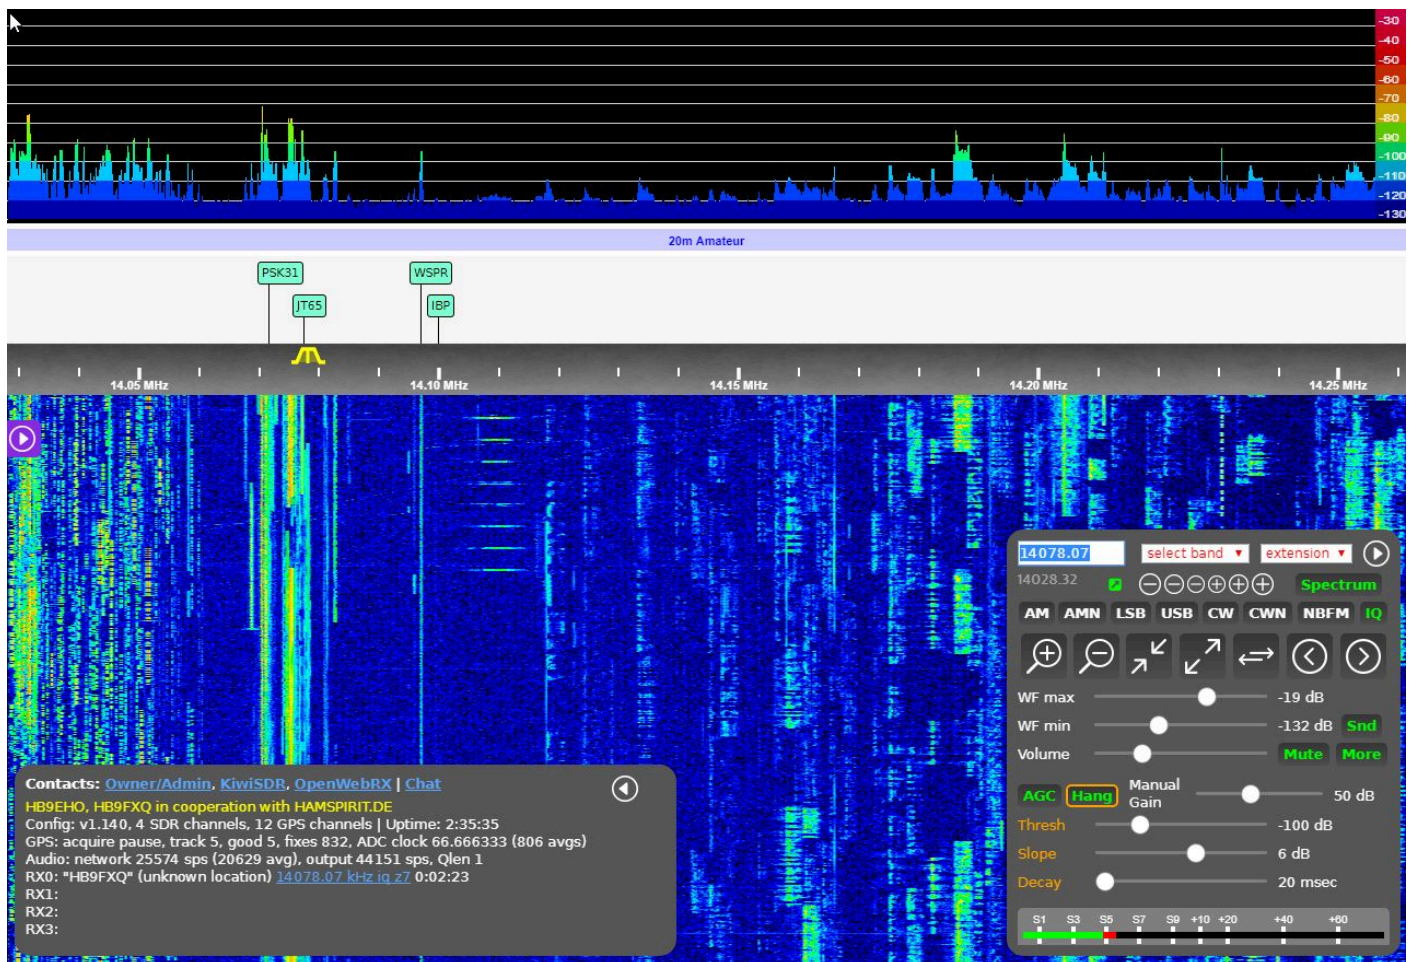 -30
-40
-50
-60
-70
-80
-90
-100
-110
-120
-130
20m Amateur
PSK31 WSPR
JT65 IBP
14.05 MHz 14.10 MHz 14.15 MHz 14.20 MHz 14.25 MHz
14078.07 select band ▼ extension ▼
14028.32 Spectrum
AM AMN LSB USB CW CWN NBFM IQ
WF max -19 dB
WF min -132 dB Snd
Volume Mute More
AGC Hang Manual Gain 50 dB
Thresh -100 dB
Slope 6 dB
Decay 20 msec
S1 S3 S5 S7 S9 +10 +20 +40 +60
Contacts: Owner/Admin, KiwiSDR, OpenWebRX | Chat
HB9EHO, HB9FXQ in cooperation with HAMSPIRIT.DE
Config: v1.140, 4 SDR channels, 12 GPS channels | Uptime: 2:35:35
GPS: acquire pause, track 5, good 5, fixes 832, ADC clock 66.666333 (806 avgs)
Audio: network 25574 sps (20629 avg), output 44151 sps, Qlen 1
RX0: "HB9FXQ" (unknown location) 14078.07 kHz iq z7 0:02:23
RX1:
RX2:
RX3: